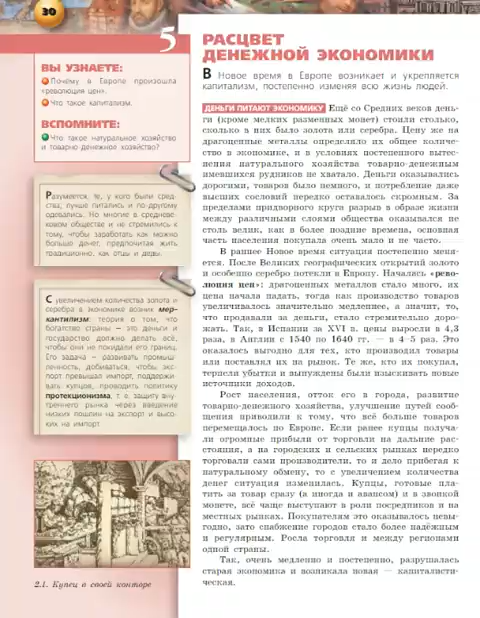 30
5
РАСЦВЕТ
ДЕНЕЖНОЙ ЭКОНОМИКИ
В Новое время в Европе возникает и укрепляется
капитализм, постепенно изменяя всю жизнь людей.
ВЫ УЗНАЕТЕ:
Почему в Европе произошла
«революция цен».
Что такое капитализм.
ВСПОМНИТЕ:
Что такое натуральное хозяйство
и товарно денежное хозяйство?
Разумеется, те, у кого были сред-
ства, лучше питались и по-другому
одевались. Но многие в средневе-
ковом обществе и не стремились к
тому, чтобы заработать как можно
больше денег, предпочитая жить
традиционно, как отцы и деды.
С увеличением количества золота и
серебра в экономике возник мер-
кантилизм: теория о том, что
богатство страны — это деньги и
государство должно делать всё,
чтобы они не покидали его границ.
Его задача – развивать промыш-
ленность, добиваться, чтобы экс-
порт превышал импорт, поддержи-
вать купцов, проводить политику
протекционизма, т. е. защиту вну-
треннего рынка через введение
низких пошлин на экспорт и высо-
ких на импорт.
2.1. Купец в своей конторе
ДЕНЬГИ ПИТАЮТ ЭКОНОМИКУ Ещё со Средних веков день-
ги (кроме мелких разменных монет) стоили столько,
сколько в них было золота или серебра. Цену же на
драгоценные металлы определяло их общее количе-
ство в экономике, и в условиях постепенного вытес-
нения натурального хозяйства товарно-денежным
имевшихся рудников не хватало. Деньги оказывались
дорогими, товаров было немного, и потребление даже
высших сословий нередко оставалось скромным. За
пределами придворного круга разрыв в образе жизни
между различными слоями общества оказывался не
столь велик, как в более поздние времена, основная
часть населения покупала очень мало и не часто.
В раннее Новое время ситуация постепенно меня-
ется. После Великих географических открытий золото
и особенно серебро потекли в Европу. Началась «рево-
люция цен»: драгоценных металлов стало много, их
цена начала падать, тогда как производство товаров
увеличивалось значительно медленнее, а значит, то,
что продавали за деньги, стало стремительно доро-
жать. Так, в Испании за XVI в. цены выросли в 4,3
раза, в Англии с 1540 по 1640 гг. — в 4–5 раз. Это
оказалось выгодно для тех, кто производил товары
или поставлял их на рынок. Те же, кто их покупал,
терпели убытки и вынуждены были изыскивать новые
источники доходов.
Рост населения, отток его в города, развитие
товарно-денежного хозяйства, улучшение путей сооб-
щения приводили к тому, что всё больше товаров
перемещалось по Европе. Если ранее купцы получа-
ли огромные прибыли от торговли на дальние рас-
стояния, а на городских и сельских рынках нередко
торговали сами производители, то и дело прибегая к
натуральному обмену, то с увеличением количества
денег ситуация изменилась. Купцы, готовые пла-
тить за товар сразу (а иногда и авансом) и в звонкой
монете, всё чаще выступают в роли посредников и на
местных рынках. Покупателям это оказывалось невы-
годно, зато снабжение городов стало более надёжным
и регулярным. Росла торговля и между регионами
одной страны.
Так, очень медленно и постепенно, разрушалась
старая экономика и возникала новая — капиталисти-
ческая.